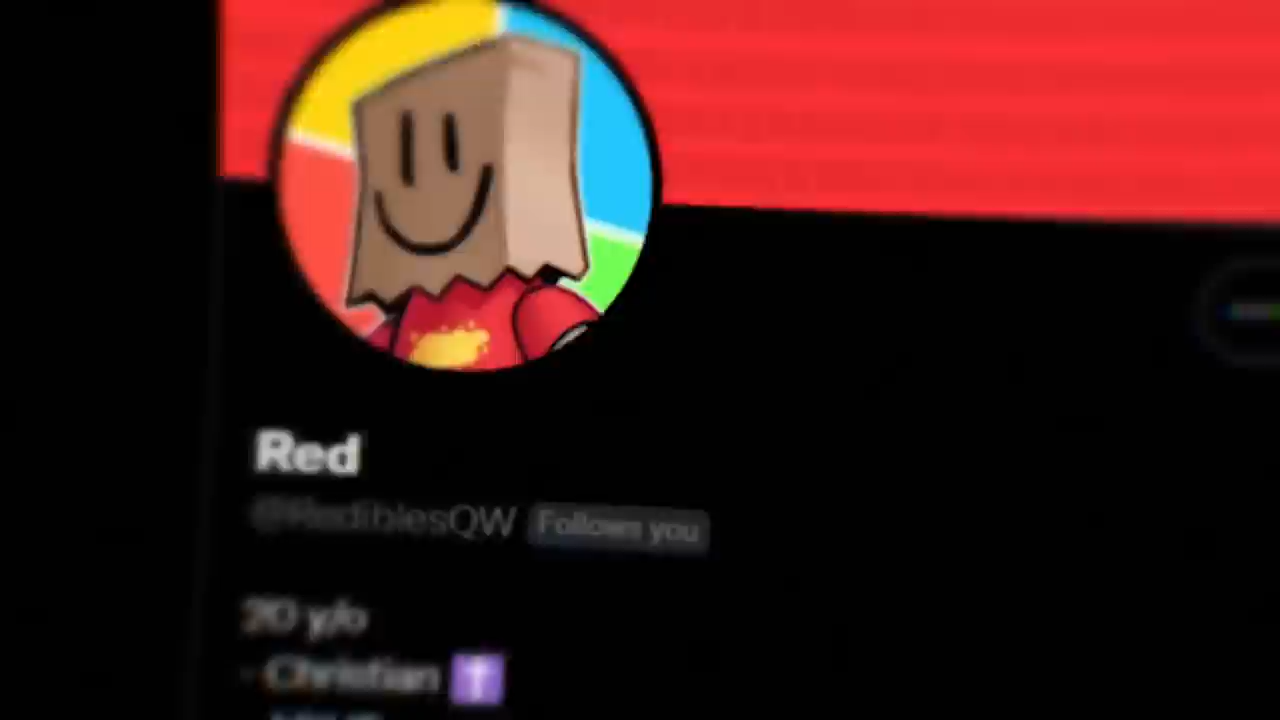 Red
@RediblesQW Follows you
20 y/o
- Christian ✝️